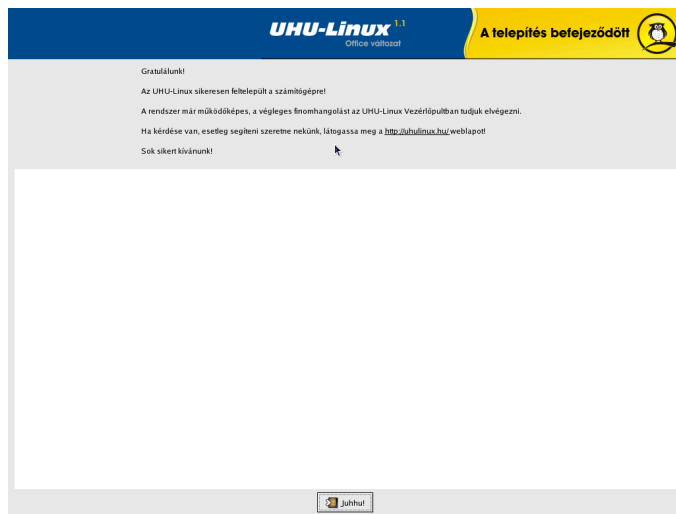 UHU-Linux 1.1
Office változat
A telepítés befejeződött
Gratulálunk!
Az UHU-Linux sikeresen feltelepült a számítógépre!
A rendszer már működőképes, a végleges finomhangolást az UHU-Linux Vezérlőpultban tudjuk elvégezni.
Ha kérdése van, esetleg segíteni szeretne nekünk, látogassa meg a http://uhulinux.hu/ weblapot!
Sok sikert kívánunk!
Juhhu!